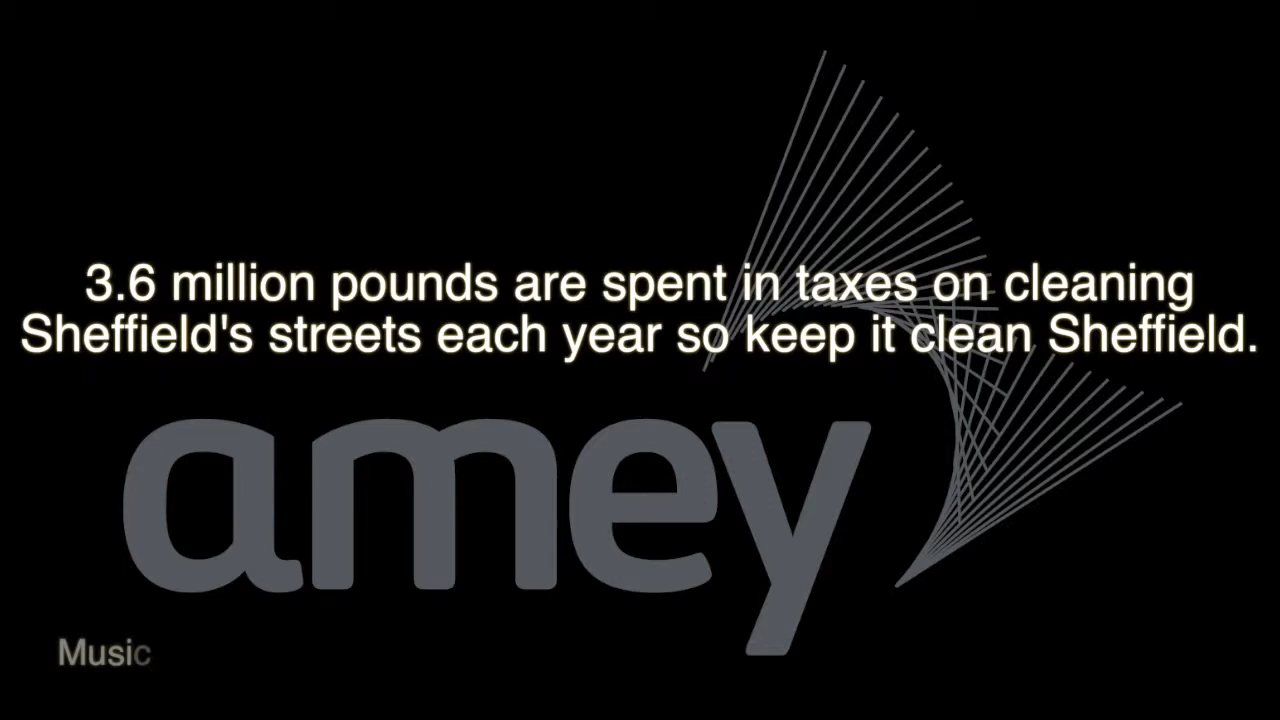 3.6 million pounds are spent in taxes on cleaning
Sheffield's streets each year so keep it clean Sheffield.
amey
Music